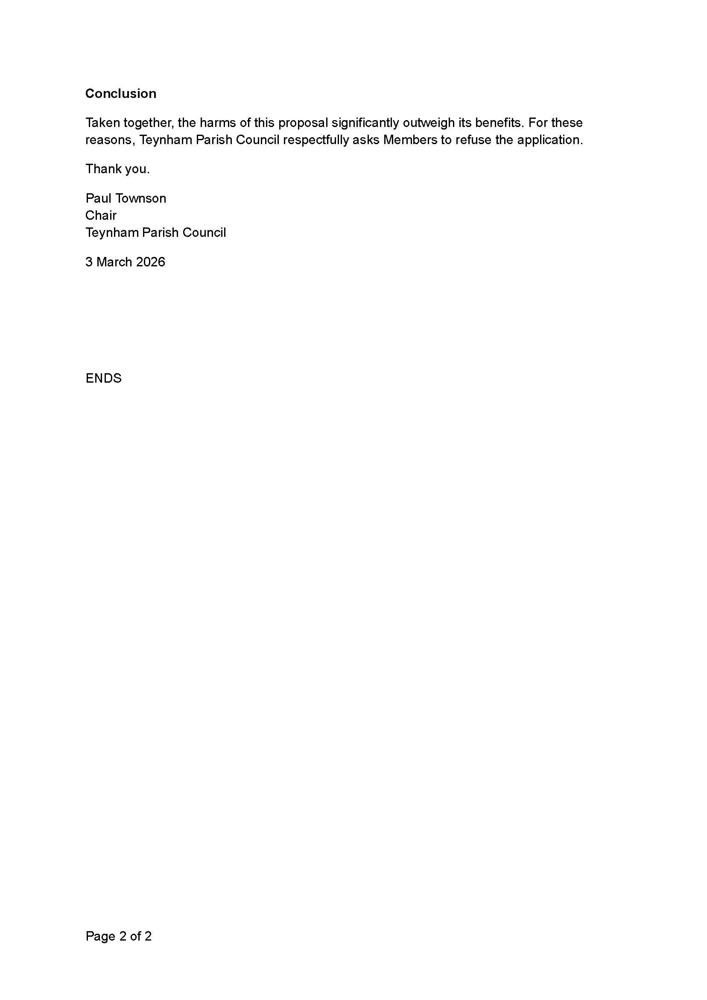 Conclusion
Taken together, the harms of this proposal significantly outweigh its benefits. For these
reasons, Teynham Parish Council respectfully asks Members to refuse the application.
Thank you.
Paul Townson
Chair
Teynham Parish Council
3 March 2026
ENDS
Page 2 of 2